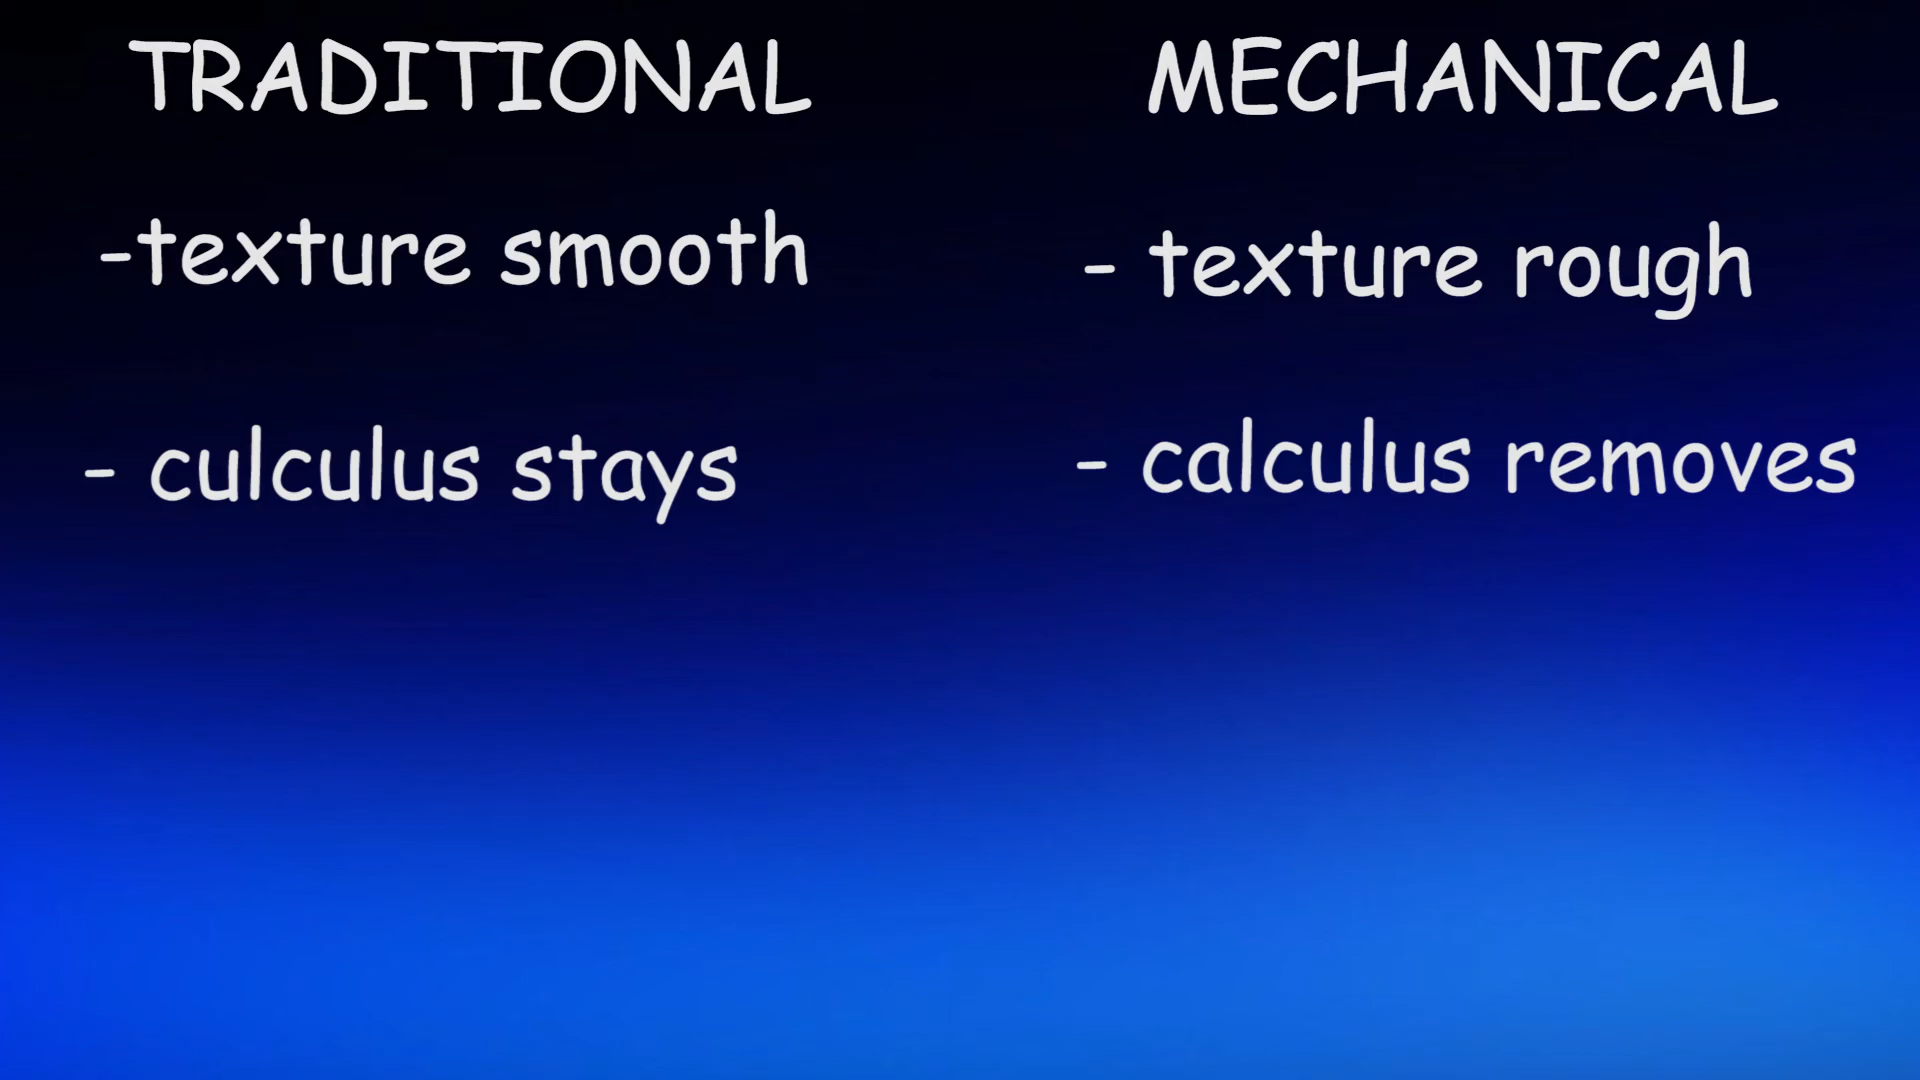 TRADITIONAL
-texture smooth
- culculus stays
MECHANICAL
- texture rough
- calculus removes